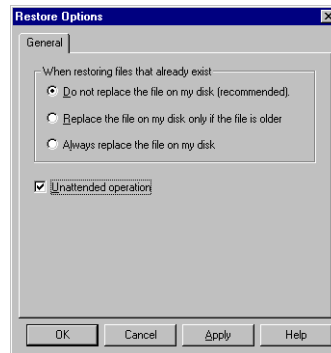 Restore Options
General
When restoring files that already exist
Do not replace the file on my disk (recommended).
Replace the file on my disk only if the file is older
Always replace the file on my disk
Unattended operation
OK
Cancel
Apply
Help